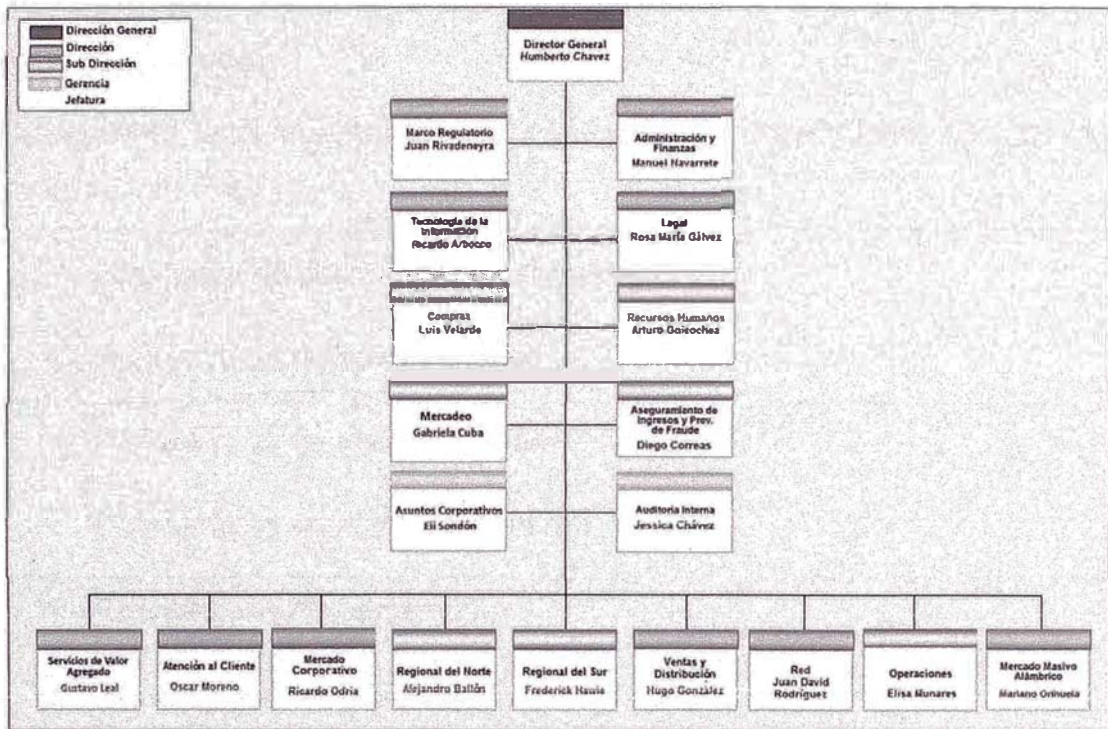 Dirección General
Dirección
Sub Dirección
Gerencia
Jefatura
Director General
Humberto Chavez
Marco Regulatorio
Juan Rivadeneyra
Administración y
Finanzas
Manuel Navarrete
Tecnología de la
Información
Ricardo Arbocco
Legal
Rosa María Gálvez
Compras
Luis Velarde
Recursos Humanos
Arturo Goicochea
Mercadeo
Gabriela Cuba
Aseguramiento de
Ingresos y Prev.
de Fraude
Diego Correas
Asuntos Corporativos
Eli Sondón
Auditoria Interna
Jessica Chávez
Servicios de Valor
Agregado
Gustavo Leal
Atención al Cliente
Oscar Moreno
Mercado
Corporativo
Ricardo Odria
Regional del Norte
Alejandro Ballón
Regional del Sur
Frederick
Ventas y
Distribución
Hugo González
Red
Juan David
Rodríguez
Operaciones
Elisa Munares
Mercado Masivo
Alámbrico
Mariano Orihuela